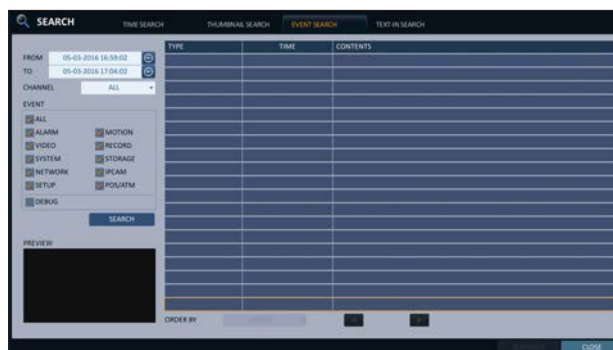 SEARCH
TIME SEARCH
THUMBNAIL SEARCH
EVENT SEARCH
TEXT-IN SEARCH
FROM 05-03-2016 16:59:02
TO 05-03-2016 17:04:02
CHANNEL ALL
EVENT
ALL
ALARM MOTION
VIDEO RECORD
SYSTEM STORAGE
NETWORK IPCAM
SETUP POS/ATM
DEBUG
SEARCH
PREVIEW
TYPE TIME CONTENTS
ORDER BY
CLOSE